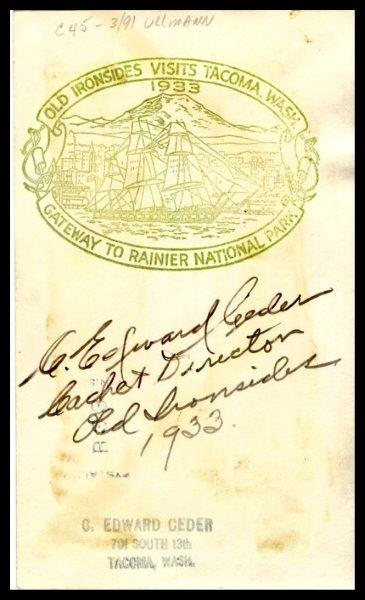 C45 - 3/91 ULLMANN
OLD IRONSIDES VISITS TACOMA, WASH.
1933
GATEWAY TO RAINIER NATIONAL PARK
C. Edward Ceder
Cachet Director
Old Ironsides
1933.
C. EDWARD CEDER
701 SOUTH 13th
TACOMA, WASH.